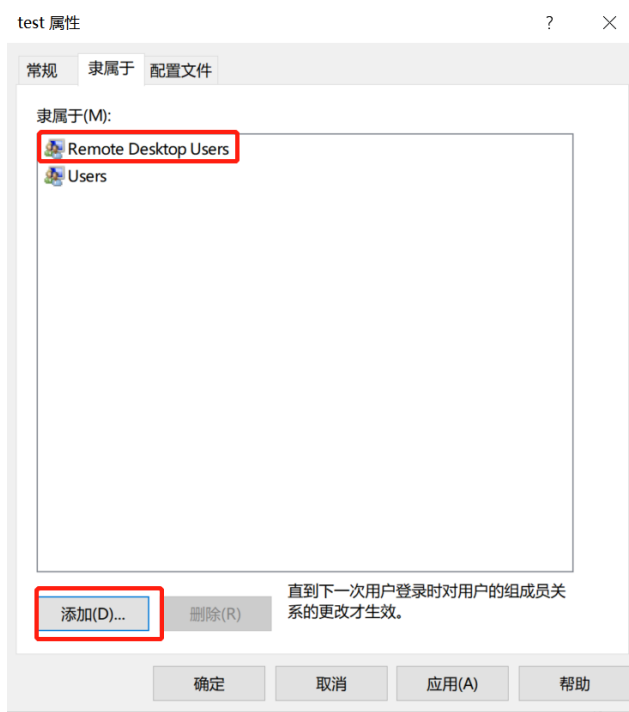 test 属性
常规 隶属于 配置文件
隶属于(M):
Remote Desktop Users
Users
直到下一次用户登录时对用户的组成员关
系的更改才生效。
添加(D)... 删除(R)
确定 取消 应用(A) 帮助